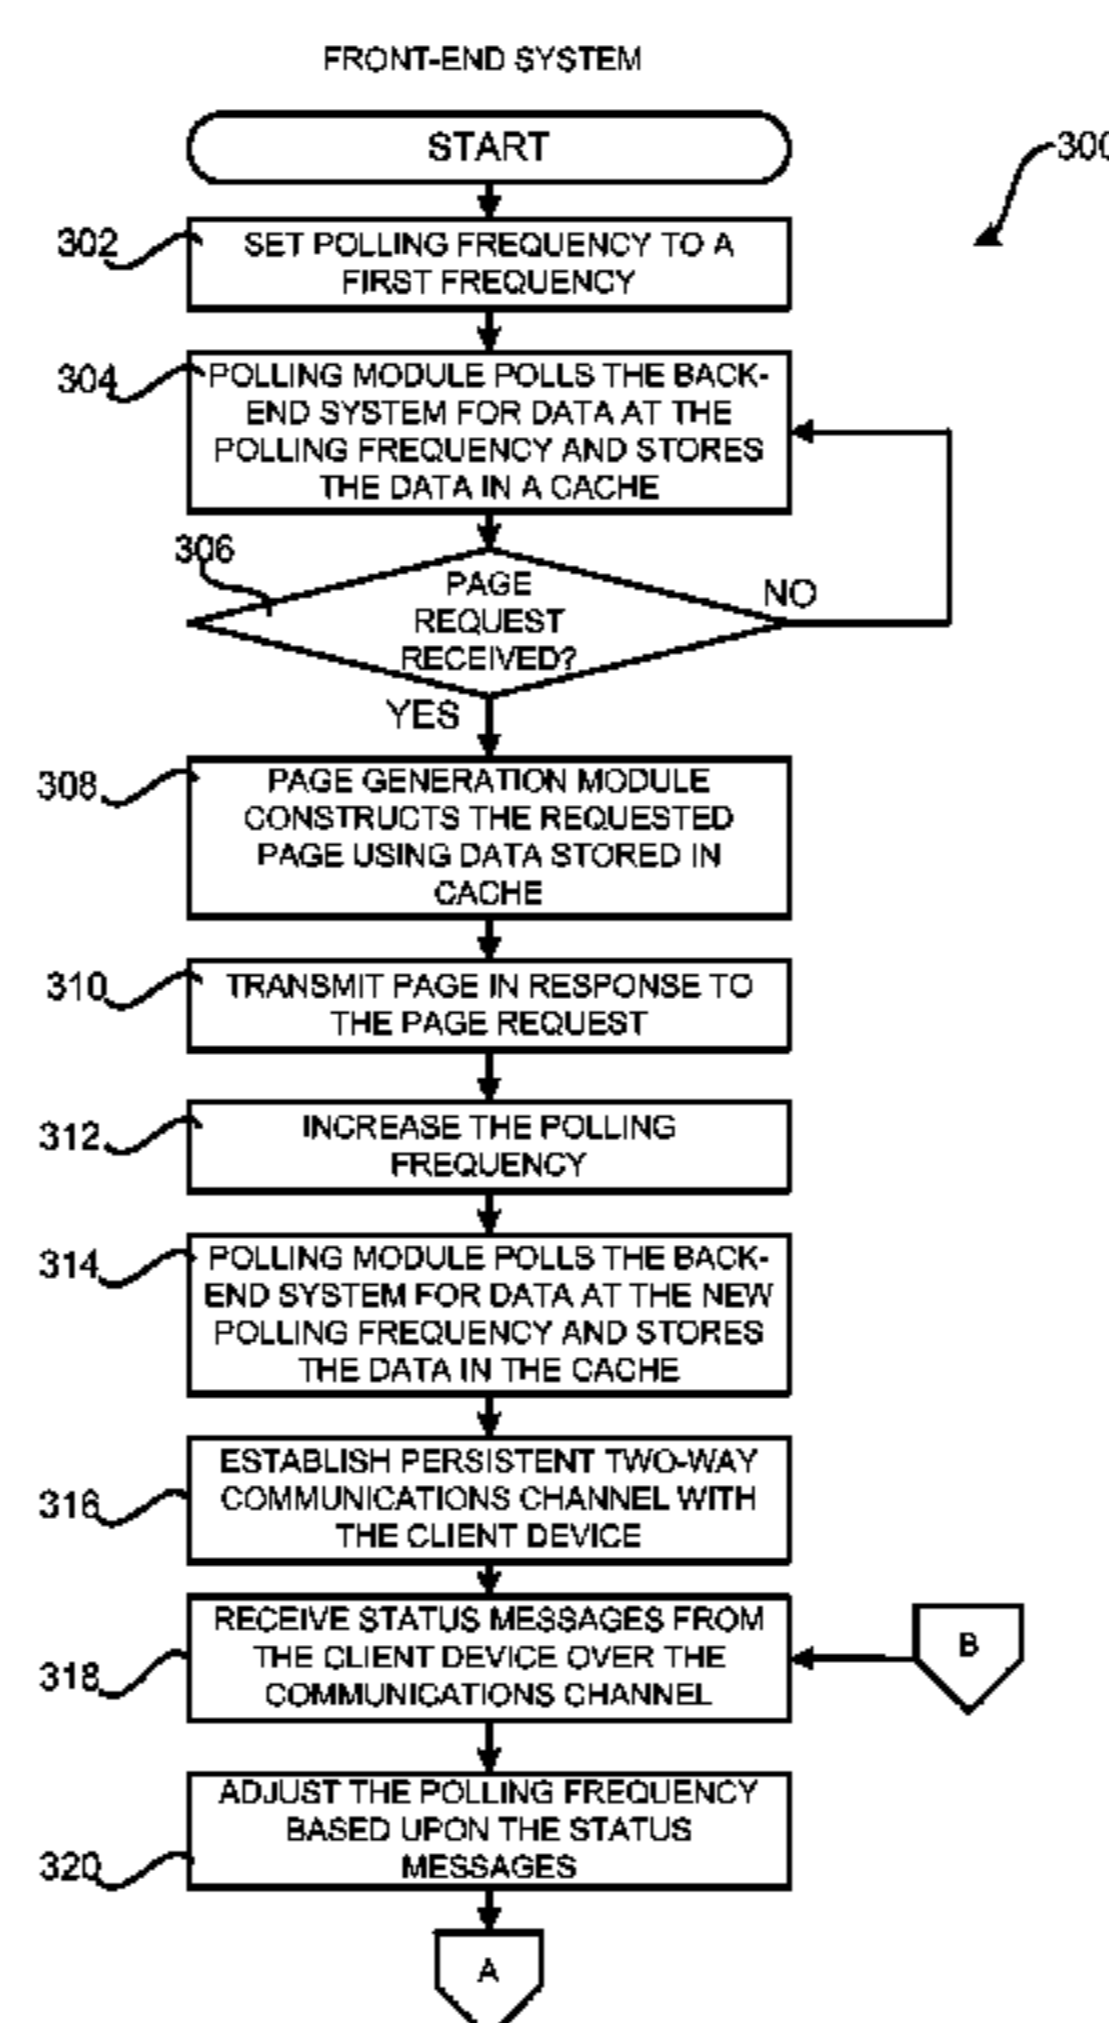 FRONT-END SYSTEM
START
300
302
SET POLLING FREQUENCY TO A
FIRST FREQUENCY
304
POLLING MODULE POLLS THE BACK-
END SYSTEM FOR DATA AT THE
POLLING FREQUENCY AND STORES
THE DATA IN A CACHE
306
PAGE
REQUEST
RECEIVED?
NO
YES
308
PAGE GENERATION MODULE
CONSTRUCTS THE REQUESTED
PAGE USING DATA STORED IN
CACHE
310
TRANSMIT PAGE IN RESPONSE TO
THE PAGE REQUEST
312
INCREASE THE POLLING
FREQUENCY
314
POLLING MODULE POLLS THE BACK-
END SYSTEM FOR DATA AT THE NEW
POLLING FREQUENCY AND STORES
THE DATA IN THE CACHE
316
ESTABLISH PERSISTENT TWO-WAY
COMMUNICATIONS CHANNEL WITH
THE CLIENT DEVICE
318
RECEIVE STATUS MESSAGES FROM
THE CLIENT DEVICE OVER THE
COMMUNICATIONS CHANNEL
B
320
ADJUST THE POLLING FREQUENCY
BASED UPON THE STATUS
MESSAGES
A